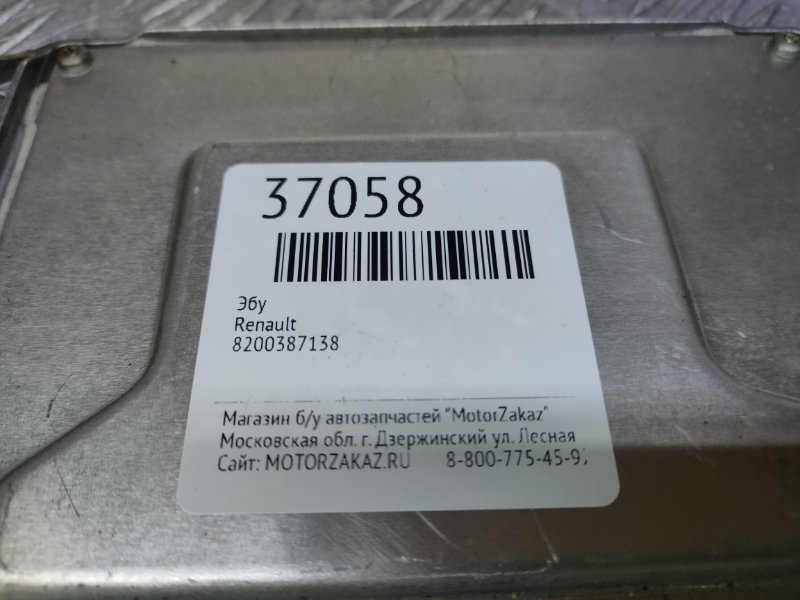 37058
Эбу
Renault
8200387138
Магазин б/у автозапчастей "MotorZakaz"
Московская обл. г. Дзержинский ул. Лесная
Сайт: MOTORZAKAZ.RU 8-800-775-45-9